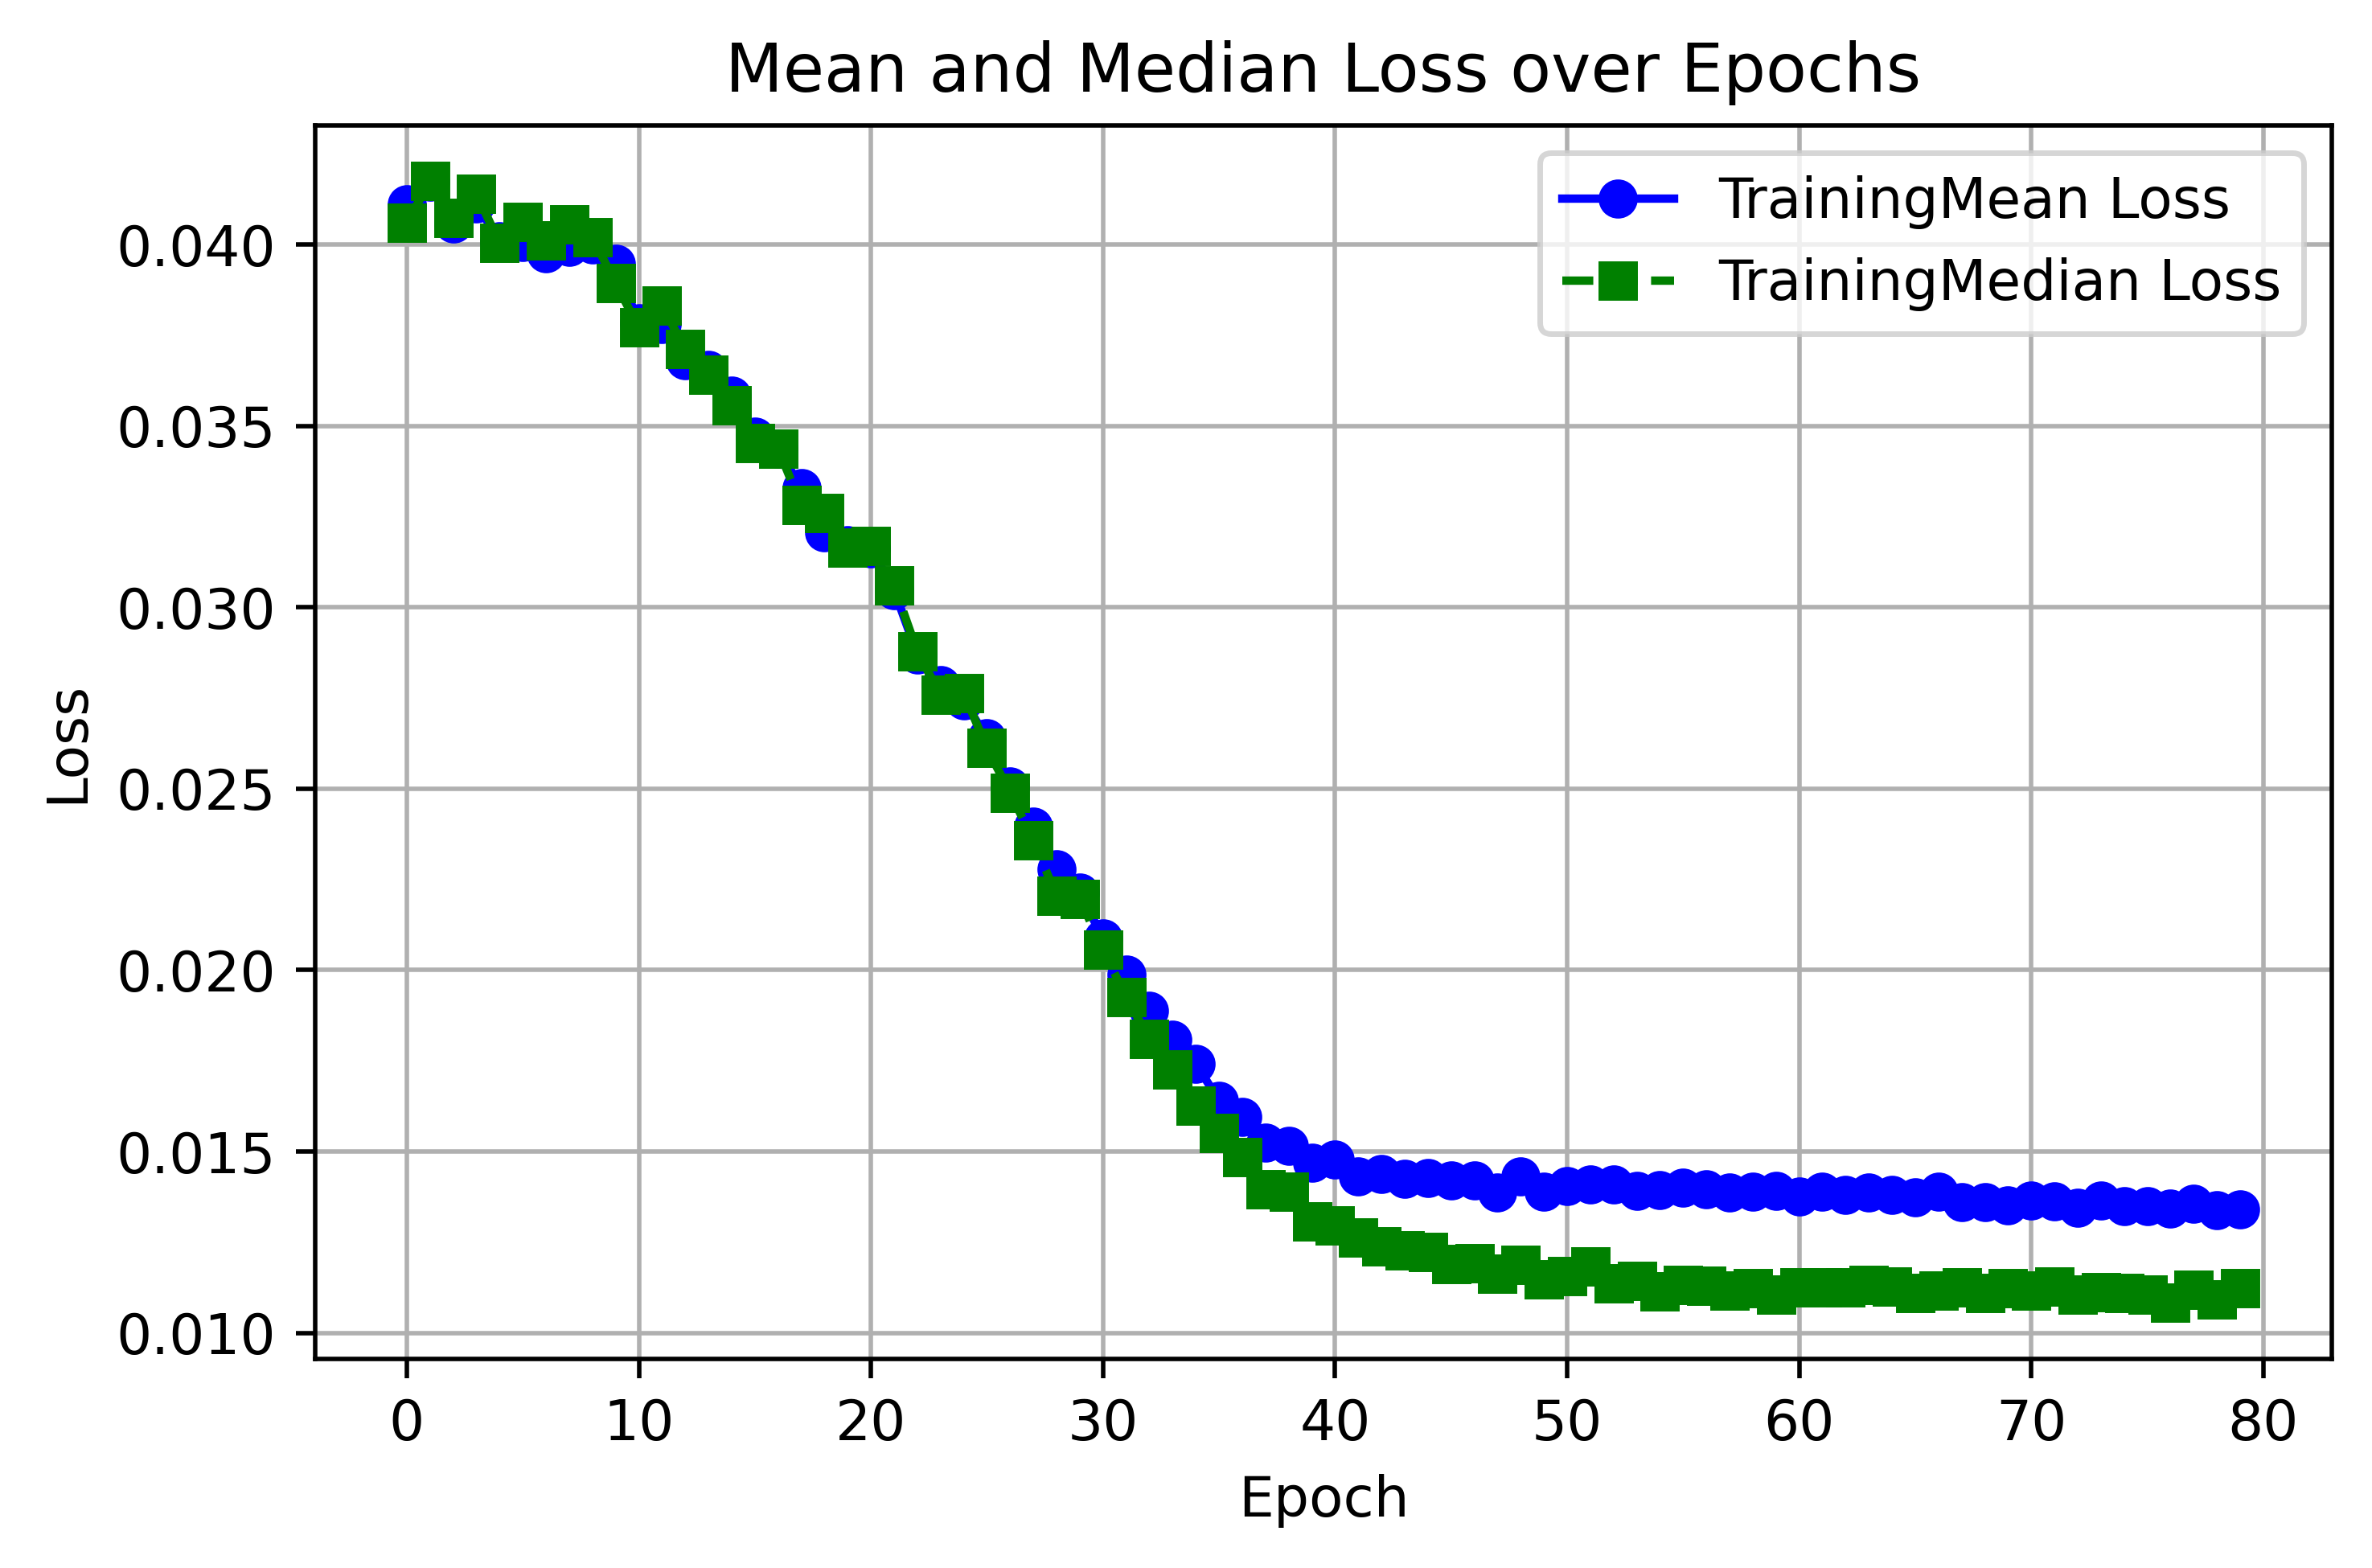 Mean and Median Loss over Epochs
TrainingMean Loss
TrainingMedian Loss
0.040
0.035
0.030
0.025
0.020
0.015
0.010
Loss
0 10 20 30 40 50 60 70 80
Epoch